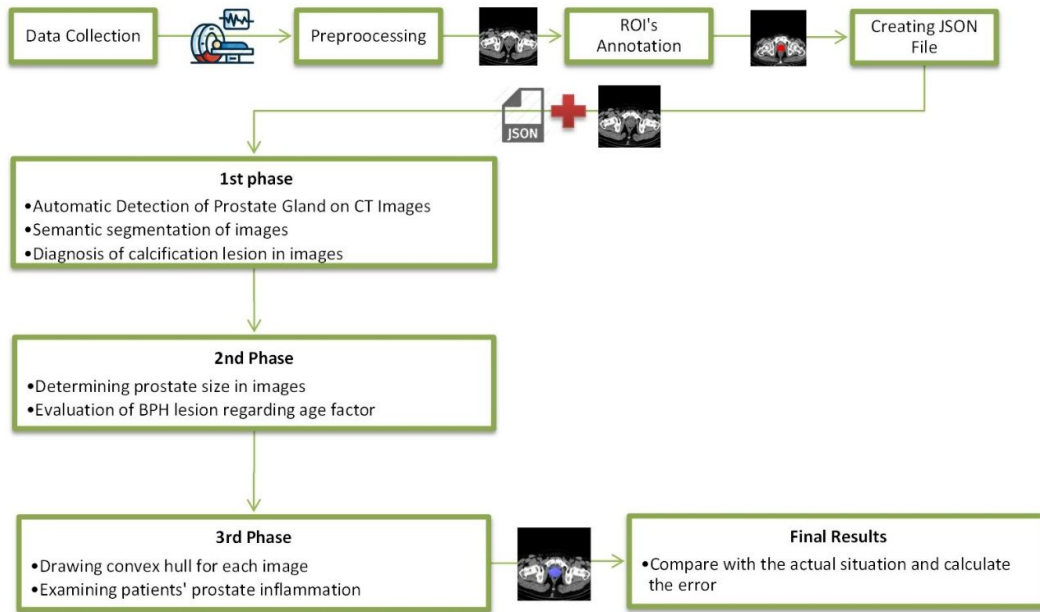 Data Collection
Preproocessing
ROI's
Annotation
Creating JSON
File
JSON
1st phase
•Automatic Detection of Prostate Gland on CT Images
•Semantic segmentation of images
•Diagnosis of calcification lesion in images
2nd Phase
•Determining prostate size in images
•Evaluation of BPH lesion regarding age factor
3rd Phase
•Drawing convex hull for each image
•Examining patients' prostate inflammation
Final Results
•Compare with the actual situation and calculate
the error